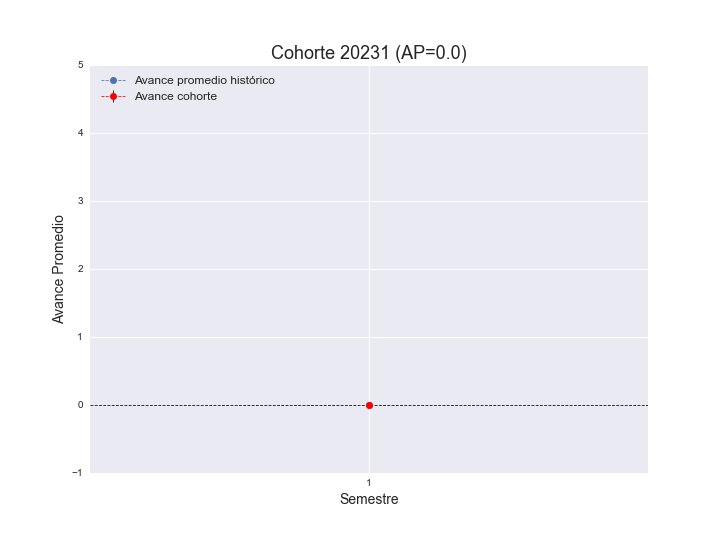 Cohorte 20231 (AP=0.0)
Avance promedio histórico
Avance cohorte
5
4
3
2
1
0
−1
Avance Promedio
1
Semestre